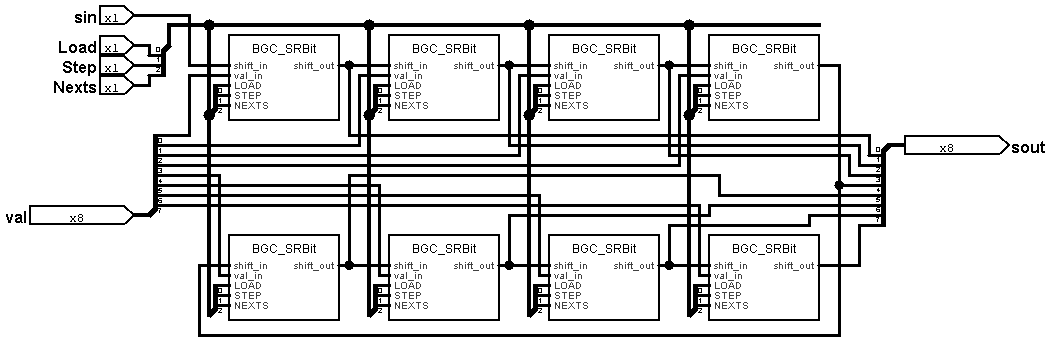 sin x1
Load x1
Step x1
Nexts x1
BGC_SRBit BGC_SRBit BGC_SRBit BGC_SRBit
shift_in shift_out shift_in shift_out shift_in shift_out shift_in shift_out
val_in val_in val_in val_in
0 LOAD 0 LOAD 0 LOAD 0 LOAD
1 STEP 1 STEP 1 STEP 1 STEP
2 NEXTS 2 NEXTS 2 NEXTS 2 NEXTS
0
1
2
0
1
2
3
4
5
6
7
0
1
2
3
4
5
6
7
x8 sout
val x8
BGC_SRBit BGC_SRBit BGC_SRBit BGC_SRBit
shift_in shift_out shift_in shift_out shift_in shift_out shift_in shift_out
val_in val_in val_in val_in
0 LOAD 0 LOAD 0 LOAD 0 LOAD
1 STEP 1 STEP 1 STEP 1 STEP
2 NEXTS 2 NEXTS 2 NEXTS 2 NEXTS